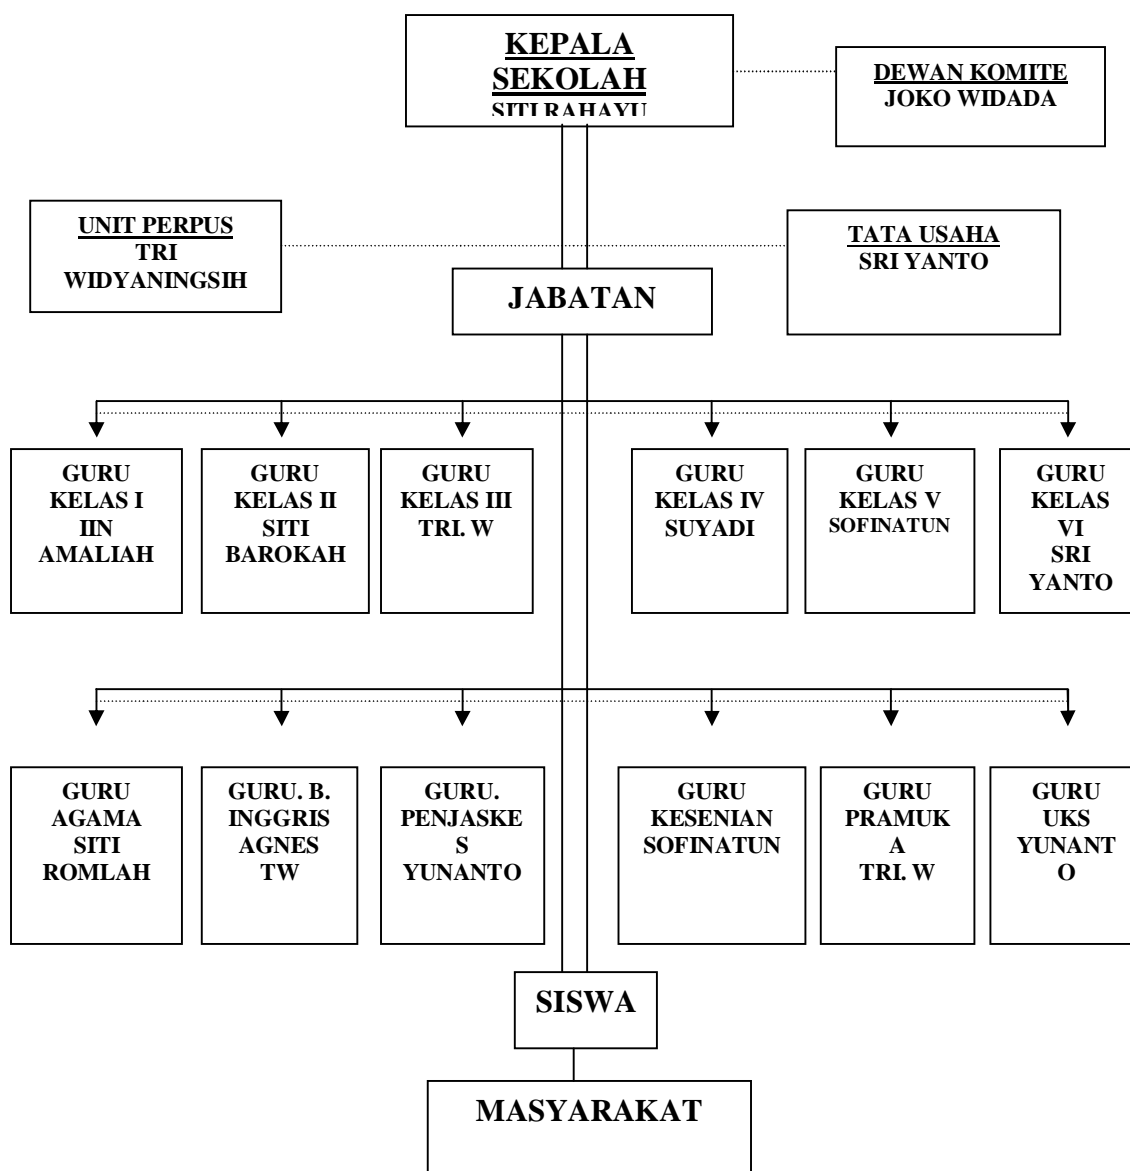 KEPALA
SEKOLAH
SITI RAHAYU
DEWAN KOMITE
JOKO WIDADA
UNIT PERPUS
TRI
WIDYANINGSIH
TATA USAHA
SRI YANTO
JABATAN
GURU
KELAS I
IIN
AMALIAH
GURU
KELAS II
SITI
BAROKAH
GURU
KELAS III
TRI. W
GURU
KELAS IV
SUYADI
GURU
KELAS V
SOFINATUN
GURU
KELAS
VI
SRI
YANTO
GURU
AGAMA
SITI
ROMLAH
GURU. B.
INGGRIS
AGNES
TW
GURU.
PENJASKE
S
YUNANTO
GURU
KESENIAN
SOFINATUN
GURU
PRAMUK
A
TRI. W
GURU
UKS
YUNANT
O
SISWA
MASYARAKAT